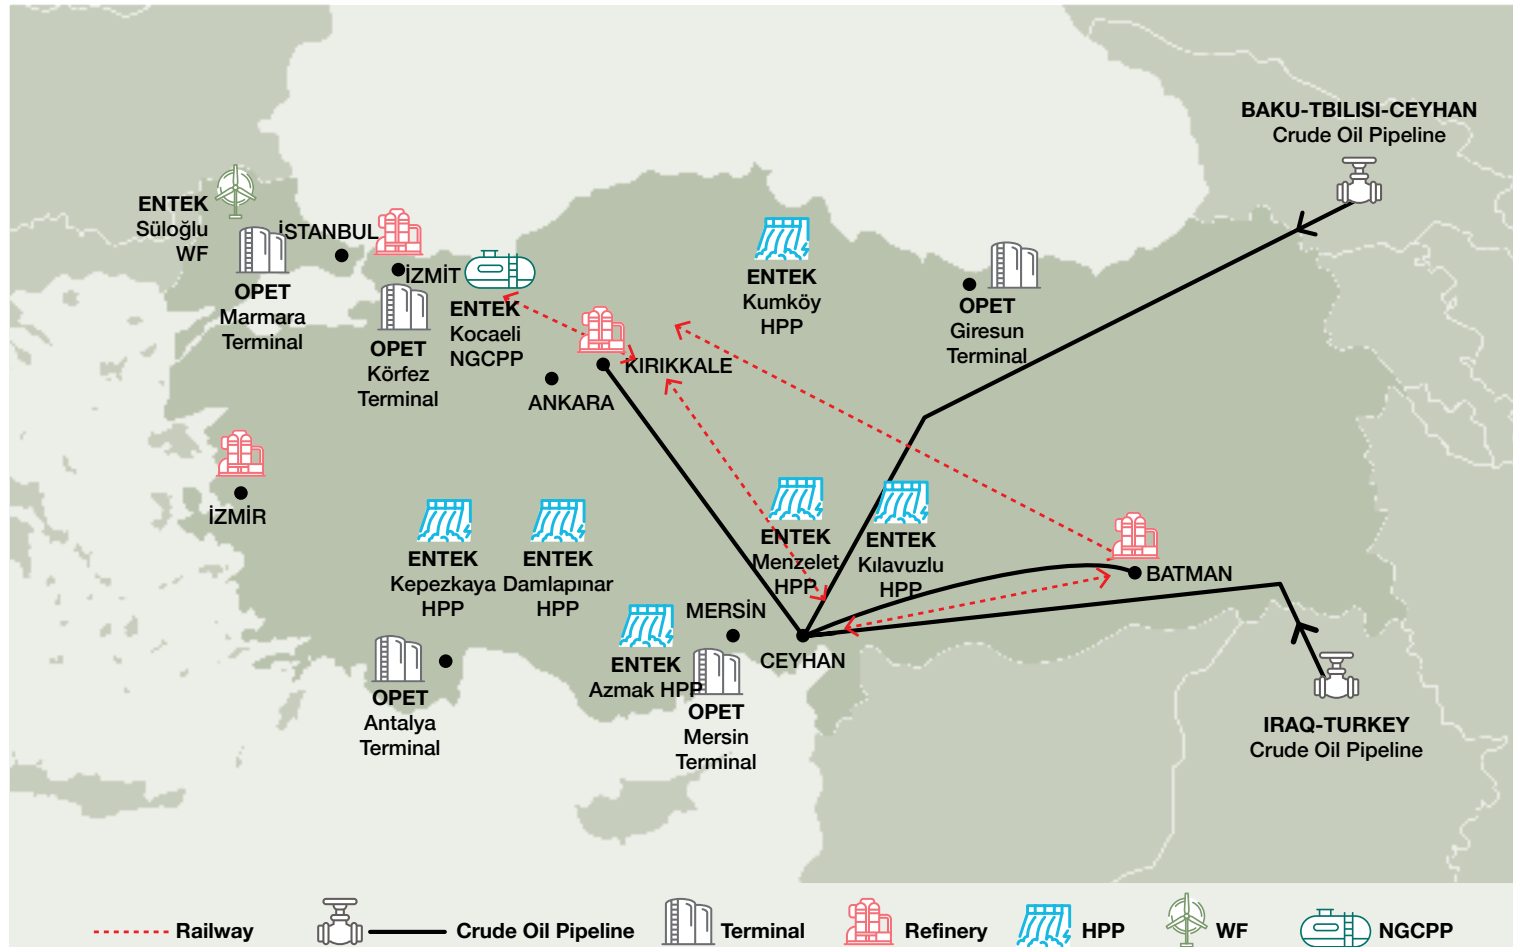 BAKU-TBILISI-CEYHAN
Crude Oil Pipeline
ENTEK
Süloğlu
WF
İSTANBUL
OPET
Marmara
Terminal
İZMİT
OPET
Körfez
Terminal
ENTEK
Kocaeli
NGCPP
ENTEK
Kumköy
HPP
OPET
Giresun
Terminal
KIRIKKALE
ANKARA
İZMİR
ENTEK
Kepezkaya
HPP
ENTEK
Damlapınar
HPP
ENTEK
Menzelet
HPP
ENTEK
Kılavuzlu
HPP
BATMAN
MERSİN
CEYHAN
ENTEK
Azmak HPP
OPET
Antalya
Terminal
OPET
Mersin
Terminal
IRAQ-TURKEY
Crude Oil Pipeline
Railway
Crude Oil Pipeline
Terminal
Refinery
HPP
WF
NGCPP